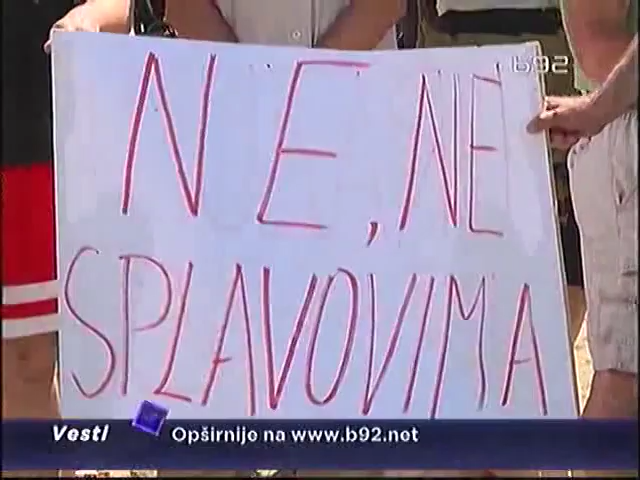 b92
NE, NE
SPLAVOVIMA
Vesti
Opširnije na www.b92.net